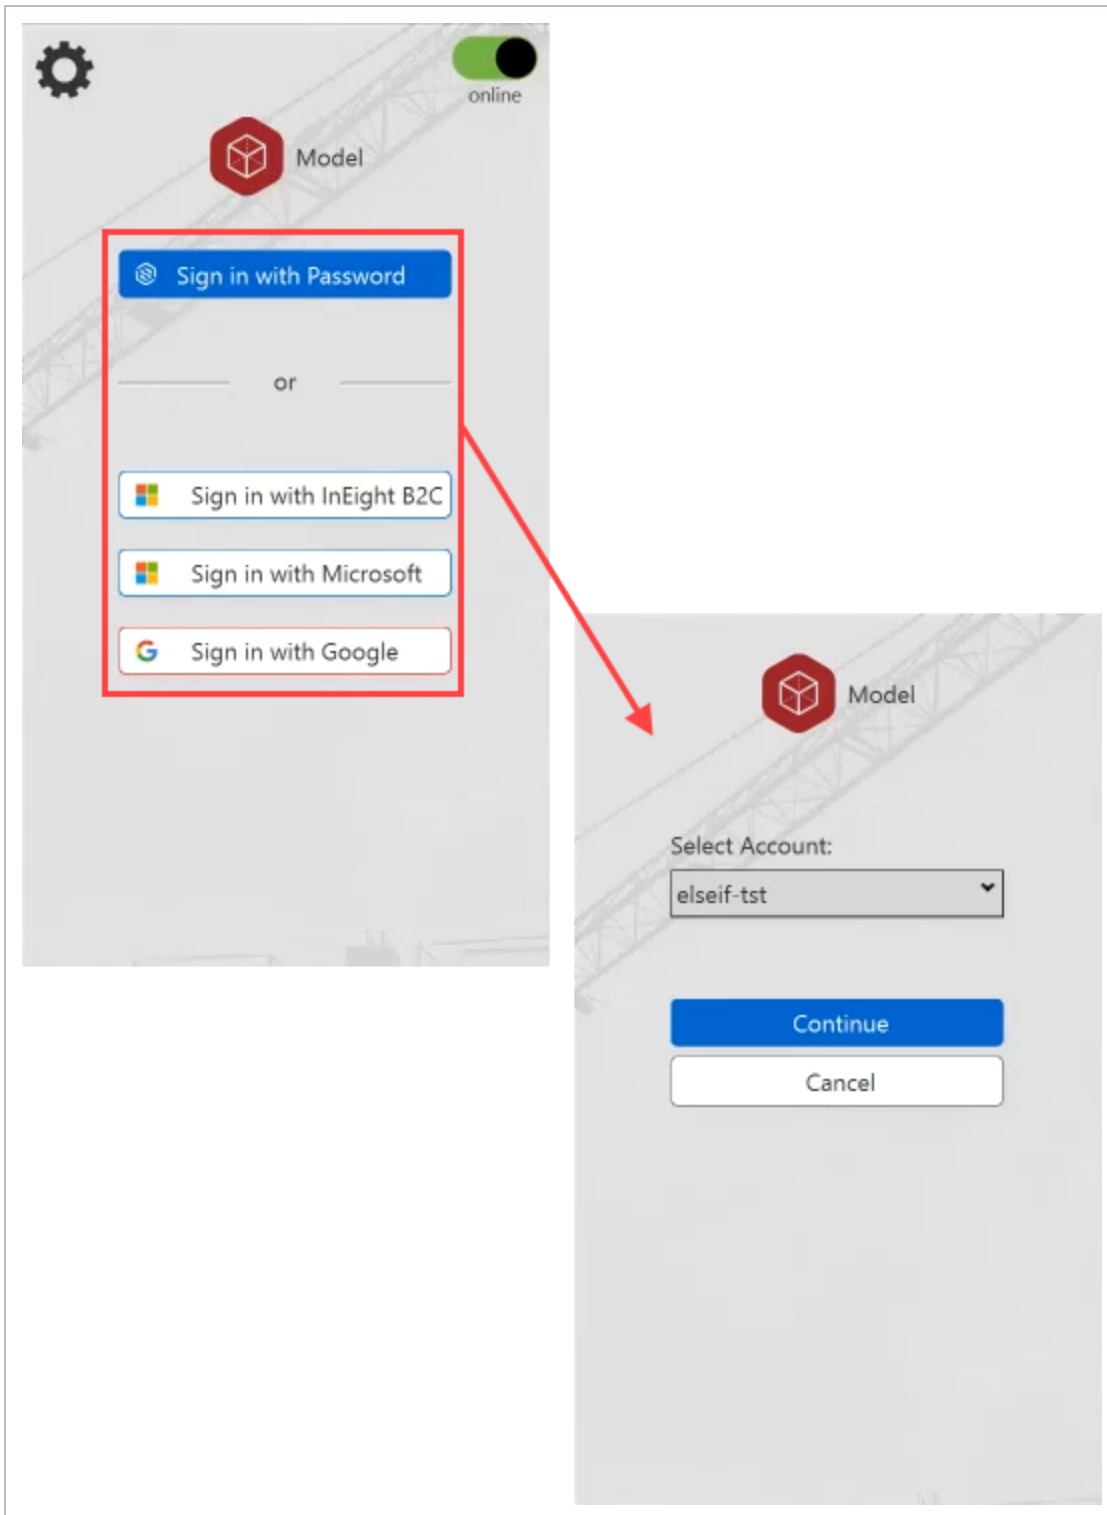 online
Model
Sign in with Password
or
Sign in with InEight B2C
Sign in with Microsoft
Sign in with Google
Model
Select Account:
elseif-tst
Continue
Cancel